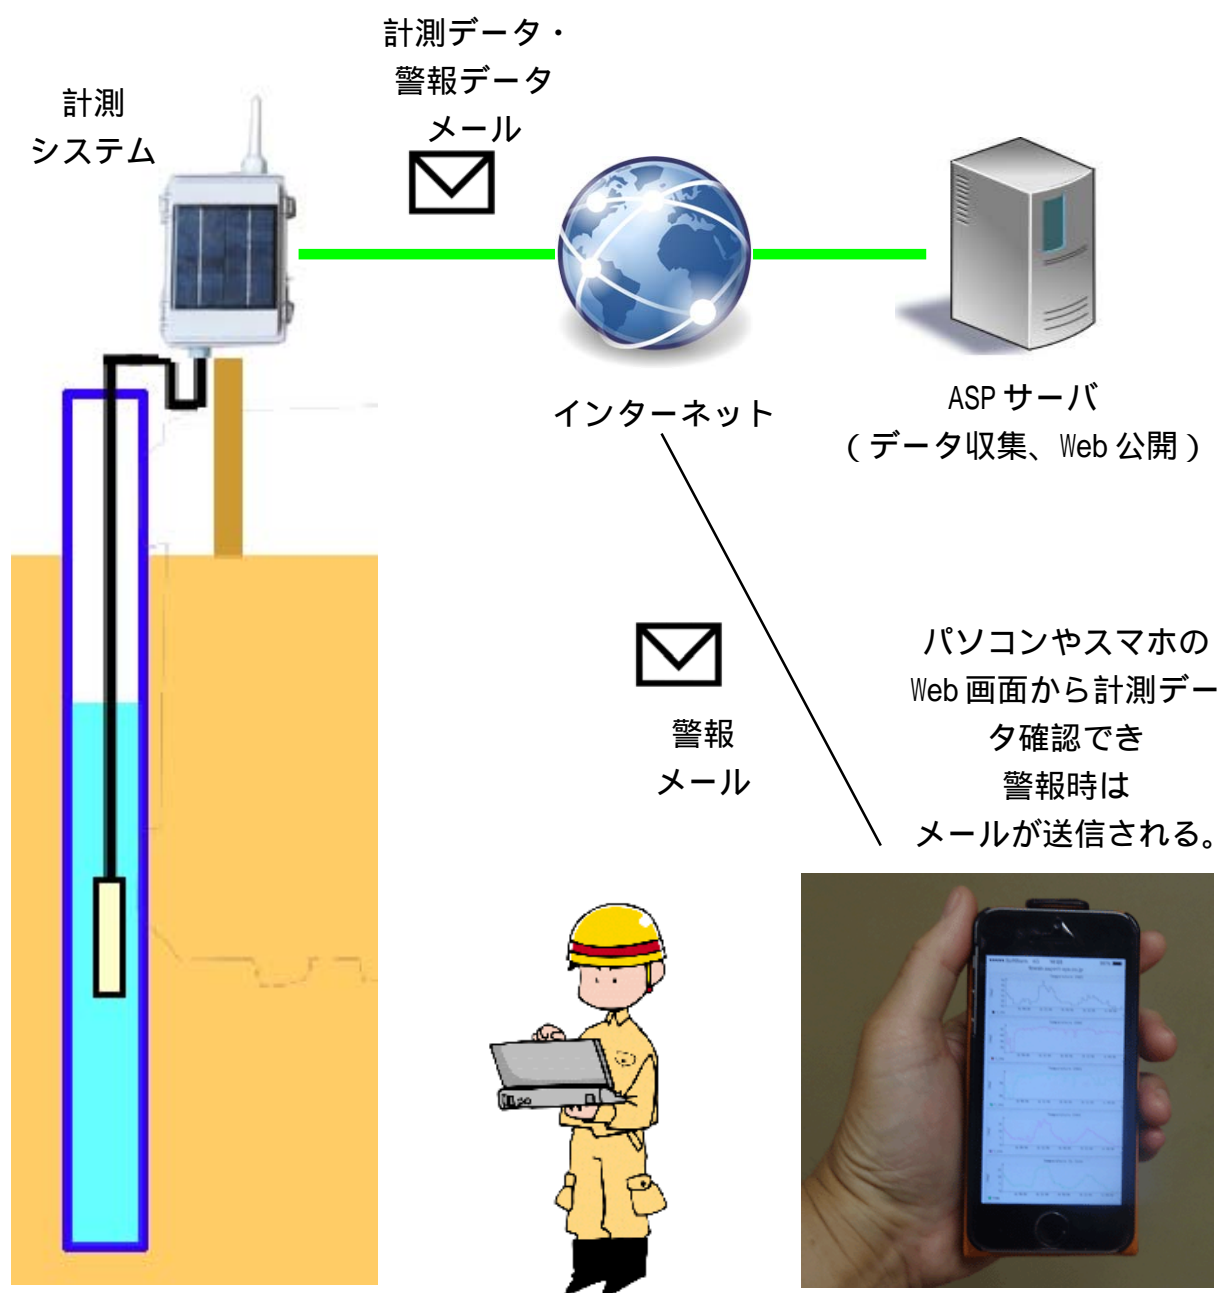 計測データ・
警報データ
メール
計測
システム
インターネット
ASP サーバ
（データ収集、Web 公開）
警報
メール
パソコンやスマホの
Web 画面から計測デー
タ確認でき
警報時は
メールが送信される。